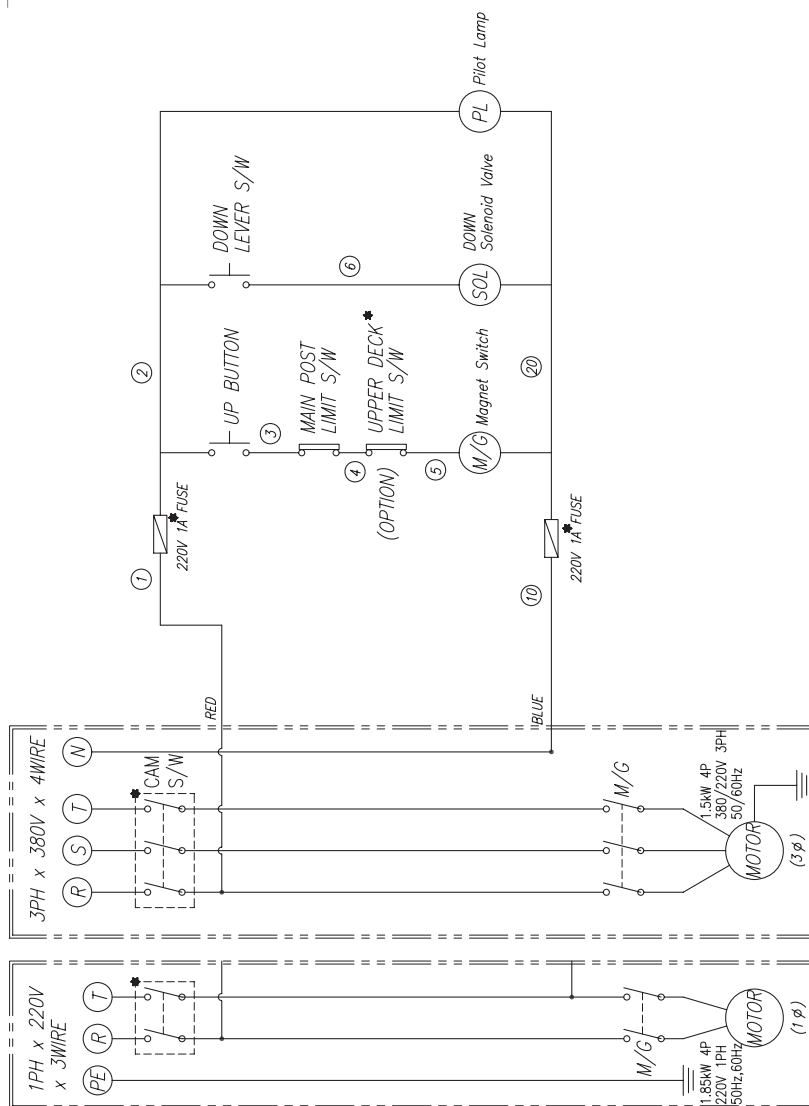 1PH x 220V
x 3WIRE
PE
R
T
M/G
1.85kW 4P
220V 1PH
50Hz,60Hz
MOTOR
(1ϕ)
3PH x 380V x 4WIRE
R
S
T
N
CAM
S/W
RED
BLUE
M/G
1.5kW 4P
380/220V 3PH
50/60Hz
MOTOR
(3ϕ)
1
220V 1A FUSE
2
10
220V 1A FUSE
20
UP BUTTON
3
MAIN POST
LIMIT S/W
4
UPPER DECK
LIMIT S/W
(OPTION)
5
M/G
Magnet Switch
DOWN
LEVER S/W
6
SOL
DOWN
Solenoid Valve
PL
Pilot Lamp